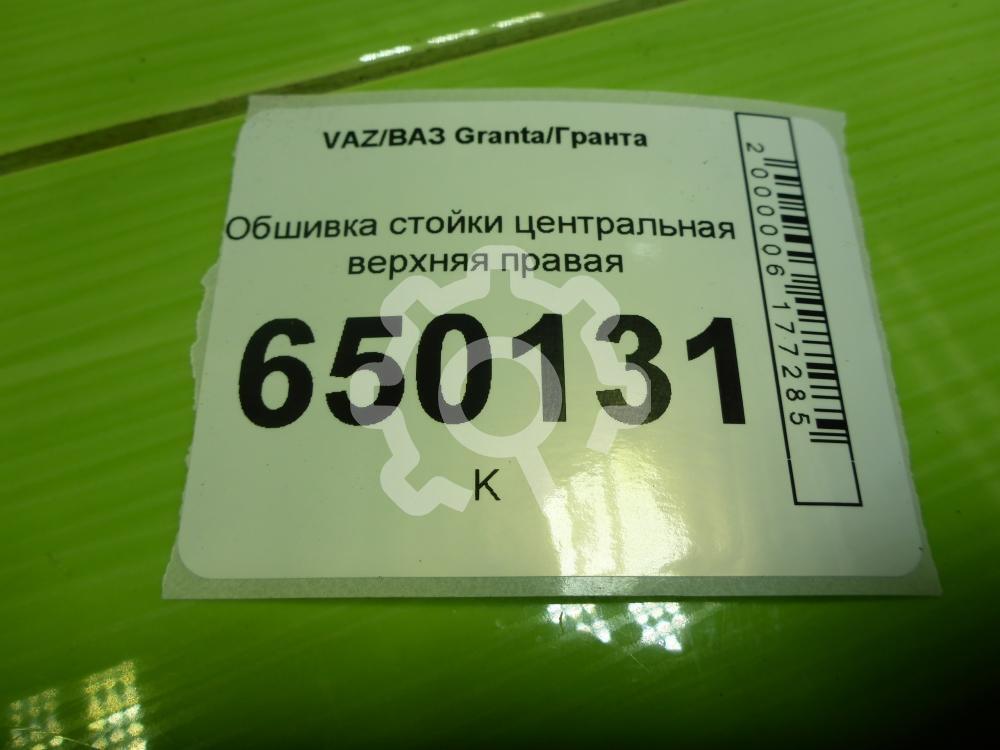 VAZ/ВАЗ Granta/Гранта
Обшивка стойки центральная
верхняя правая
650131
К
2000006177285